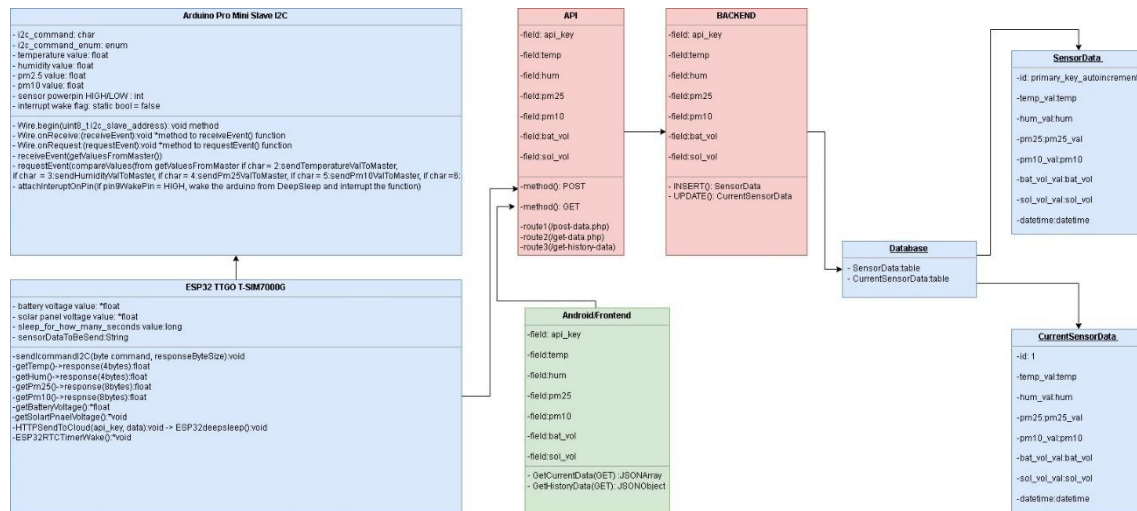 Arduino Pro Mini Slave I2C
- i2c_command: char
- i2c_command_enum: enum
- temperature value: float
- humidity value: float
- pm2.5 value: float
- pm10 value: float
- sensor powerpin HIGH/LOW : int
- interrupt wake flag: static bool = false
- Wire.begin(uint8_t i2c_slave_address): void method
- Wire.onReceive:(receiveEvent):void *method to receiveEvent() function
- Wire.onRequest:(requestEvent):void *method to requestEvent() function
- receiveEvent(getValuesFromMaster())
- requestEvent(compareValues(from getValuesFromMaster if char = 2:sendTemperatureValToMaster,
if char = 3:sendHumidityValToMaster, if char = 4:sendPm25ValToMaster, if char = 5:sendPm10ValToMaster, if char =6:
- attachInteruptOnPin(if pin9WakePin = HIGH, wake the arduino from DeepSleep and interrupt the function)
ESP32 TTGO T-SIM7000G
- battery voltage value: *float
- solar panel voltage value: *float
- sleep_for_how_many_seconds value:long
- sensorDataToBeSend:String
-sendIcommandI2C(byte command, responseByteSize):void
-getTemp()->response(4bytes):float
-getHum()->response(4bytes):float
-getPm25()->response(8bytes):float
-getPm10()->respnse(8bytes):float
-getBatteryVoltage():*float
-getSolartPnaelVoltage():*void
-HTTPSendToCloud(api_key, data):void -> ESP32deepsleep():void
-ESP32RTCTimerWake():*void
API
-field: api_key
-field:temp
-field:hum
-field:pm25
-field:pm10
-field:bat_vol
-field:sol_vol
-method(): POST
-method(): GET
-route1(/post-data.php)
-route2(/get-data.php)
-route3(/get-history-data)
BACKEND
-field: api_key
-field:temp
-field:hum
-field:pm25
-field:pm10
-field:bat_vol
-field:sol_vol
- INSERT(): SensorData
- UPDATE(): CurrentSensorData
Android/Frontend
-field: api_key
-field:temp
-field:hum
-field:pm25
-field:pm10
-field:bat_vol
-field:sol_vol
- GetCurrentData(GET) :JSONArray
- GetHistoryData(GET): JSONObject
Database
- SensorData:table
- CurrentSensorData:table
SensorData
-id: primary_key_autoincrement
-temp_val:temp
-hum_val:hum
-pm25:pm25_val
-pm10_val:pm10
-bat_vol_val:bat_vol
-sol_vol_val:sol_vol
-datetime:datetime
CurrentSensorData
-id: 1
-temp_val:temp
-hum_val:hum
-pm25:pm25_val
-pm10_val:pm10
-bat_vol_val:bat_vol
-sol_vol_val:sol_vol
-datetime:datetime